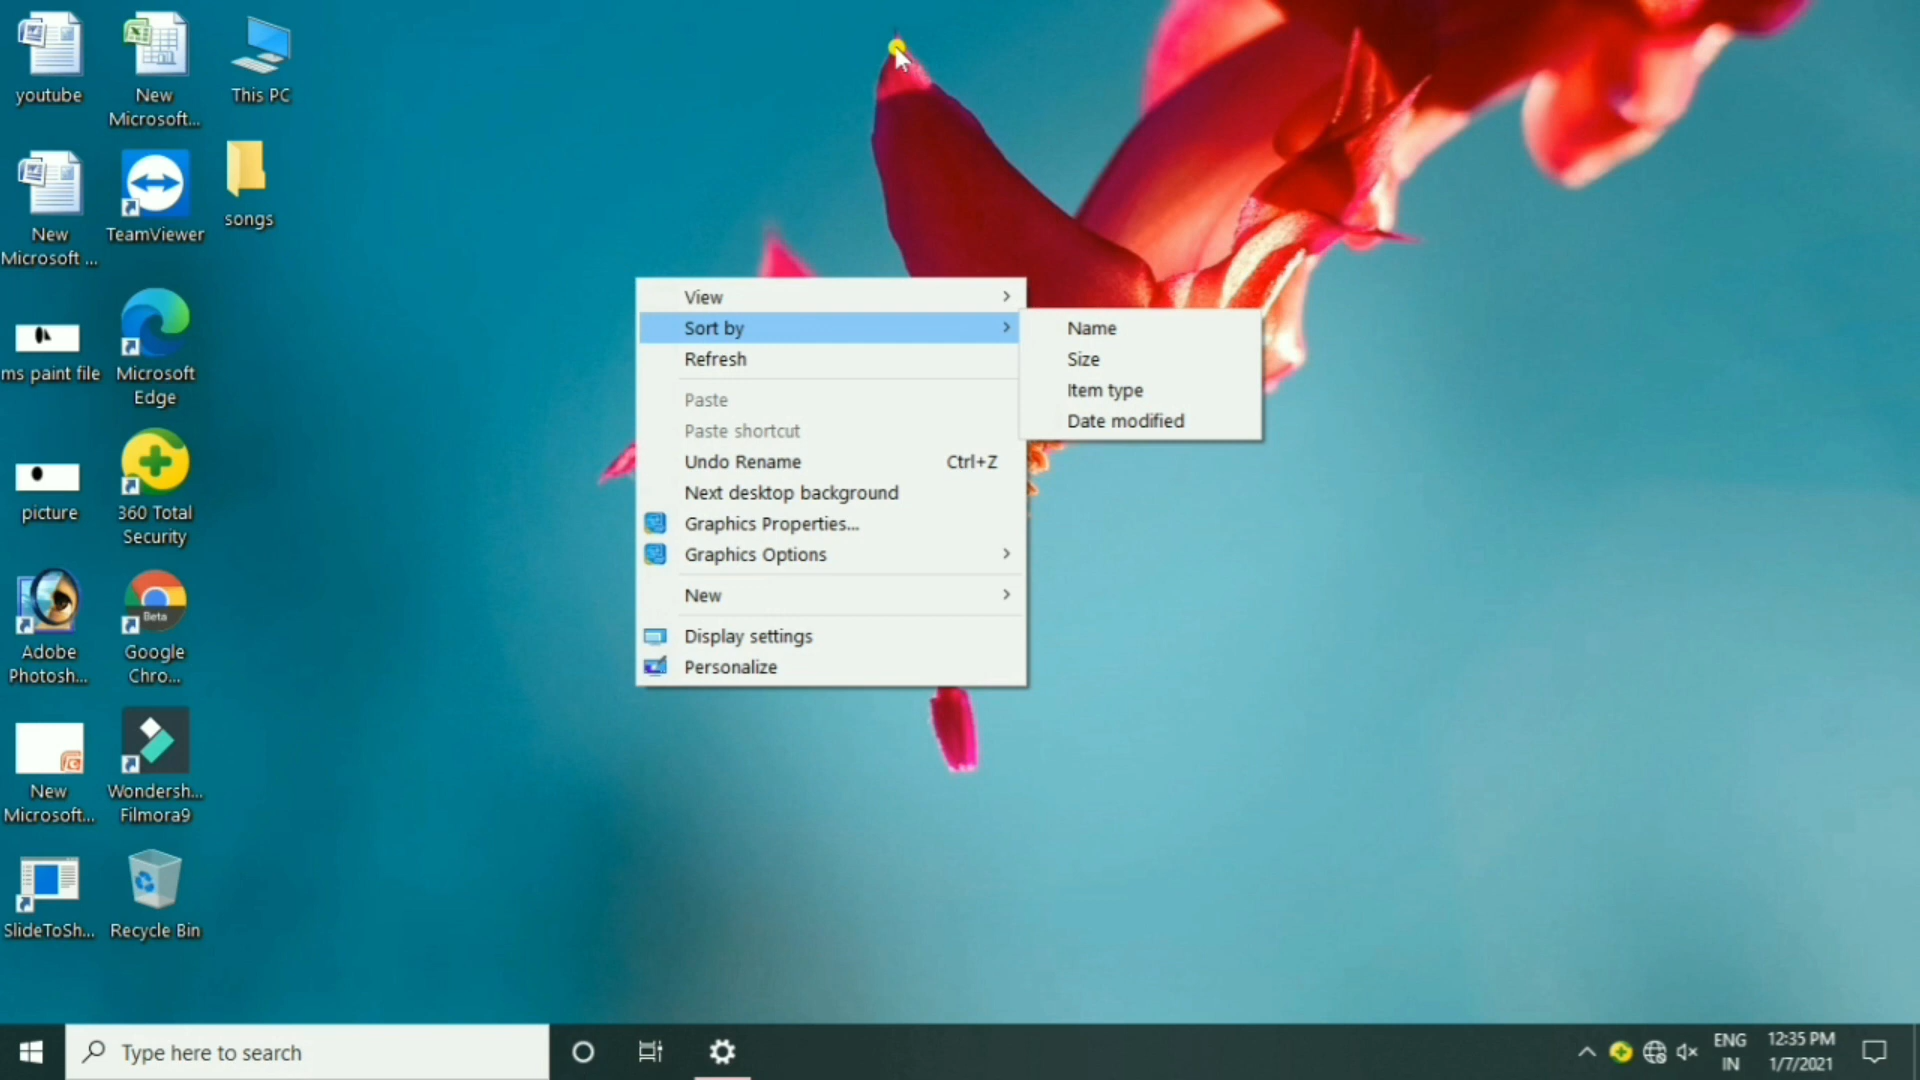 youtube
New
Microsoft...
This PC
New
Microsoft ...
TeamViewer
songs
ms paint file
Microsoft
Edge
picture
360 Total
Security
Adobe
Photosh...
Google
Chro...
Beta
New
Microsoft...
Wondersh...
Filmora9
SlideToSh...
Recycle Bin
View
Sort by
Refresh
Paste
Paste shortcut
Undo Rename Ctrl+Z
Next desktop background
Graphics Properties...
Graphics Options
New
Display settings
Personalize
Name
Size
Item type
Date modified
Type here to search
ENG
IN
12:35 PM
1/7/2021